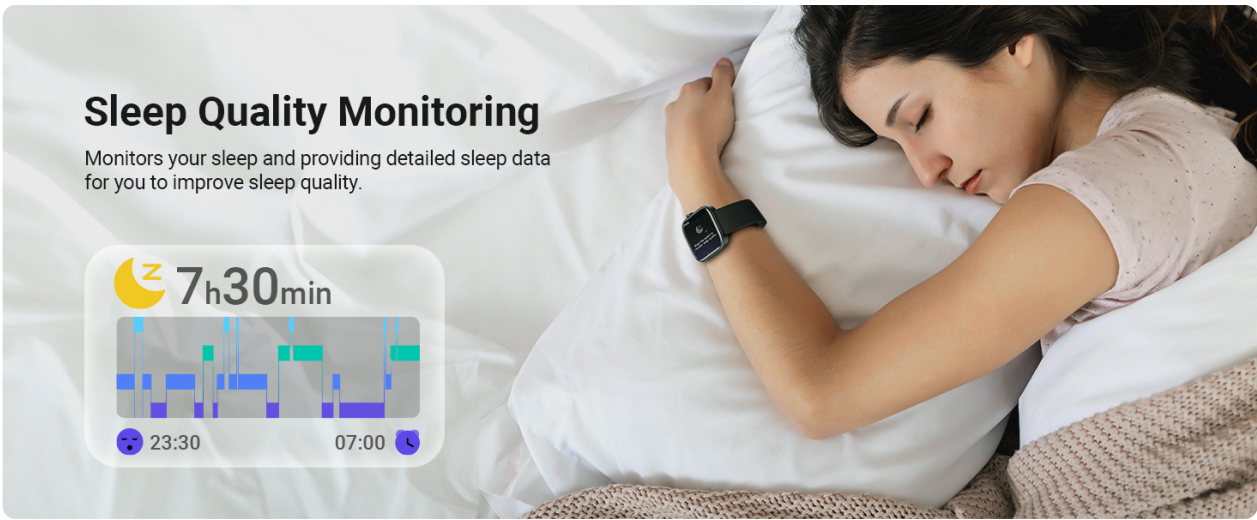 Sleep Quality Monitoring
Monitors your sleep and providing detailed sleep data
for you to improve sleep quality.
Z
7h30min
23:30
07:00